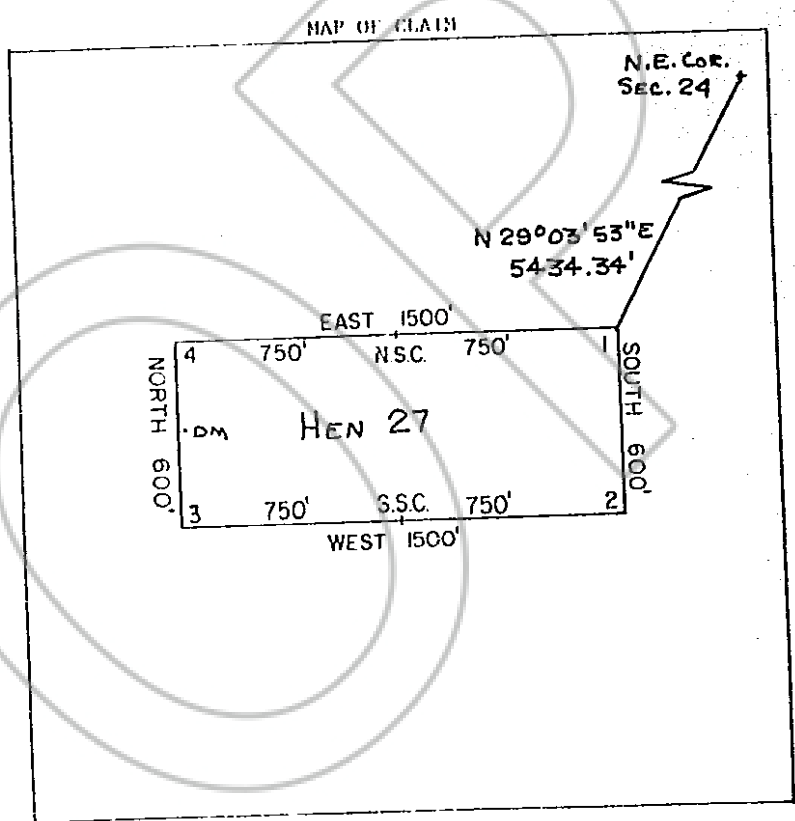 MAP OF CLAIM
N.E. COR.
SEC. 24
N 29°03'53"E
5434.34'
EAST 1500'
4 750' N.S.C. 750' 1
NORTH 600'
SOUTH 600'
DM
HEN 27
3 750' S.S.C. 750' 2
WEST 1500'